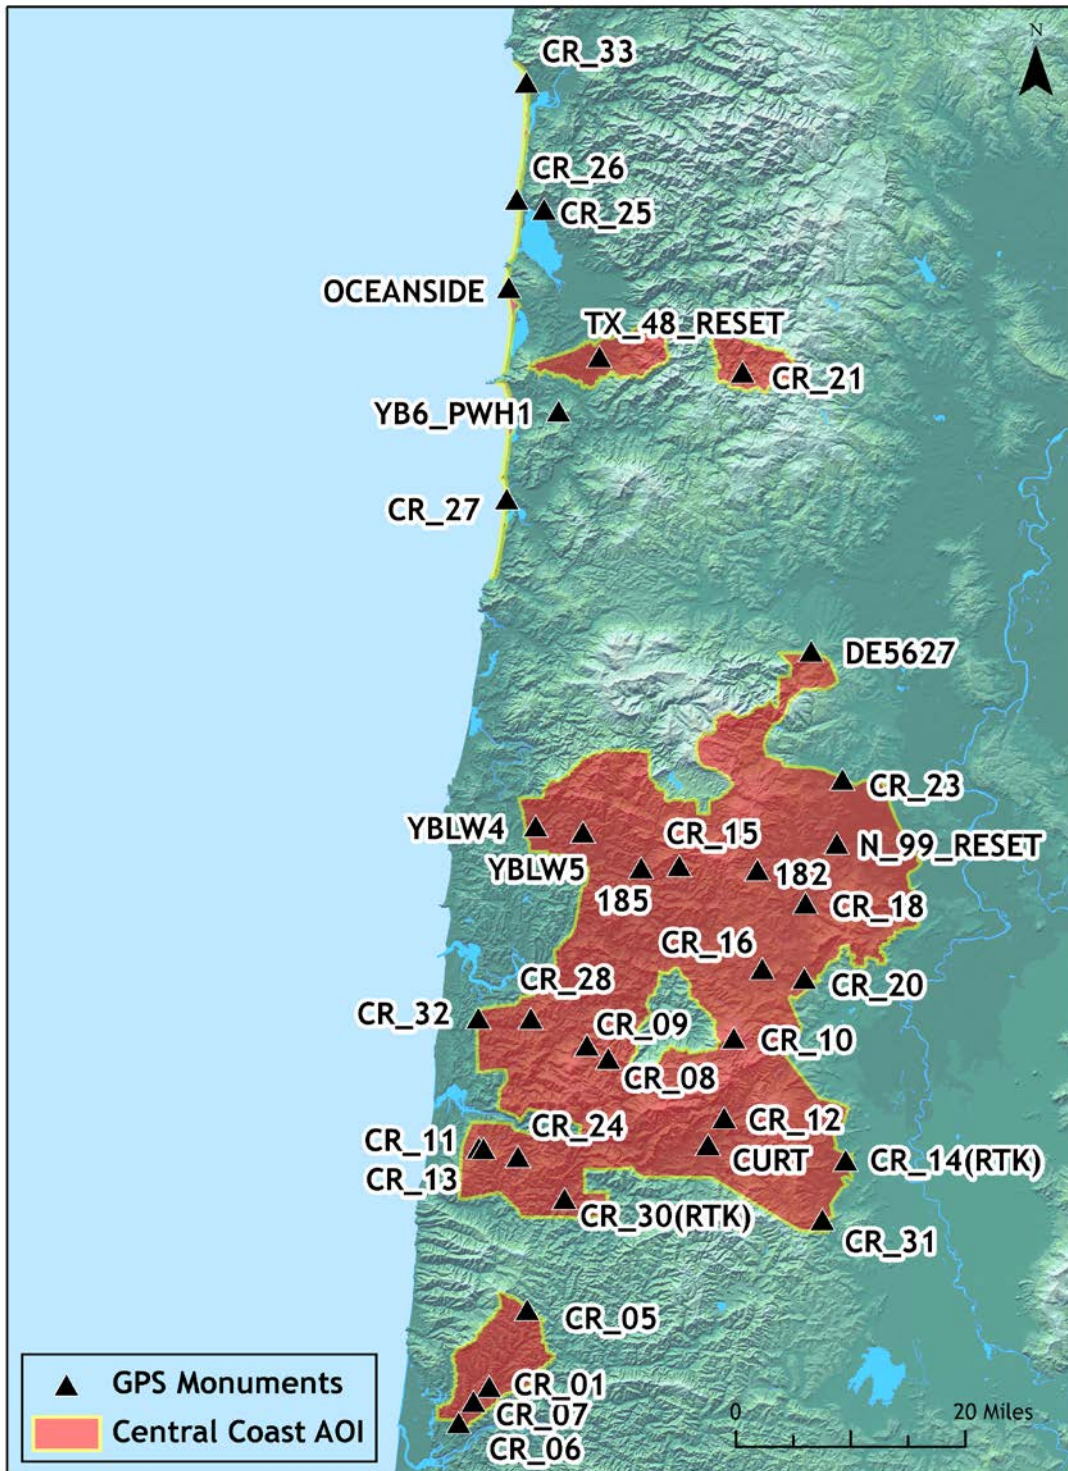 N
CR_33
CR_26
CR_25
OCEANSIDE
TX_48_RESET
CR_21
YB6_PWH1
CR_27
DE5627
CR_23
YBLW4
CR_15
N_99_RESET
YBLW5
185
182
CR_18
CR_16
CR_28
CR_20
CR_32
CR_09
CR_10
CR_08
CR_12
CR_24
CR_11
CURT
CR_14(RTK)
CR_13
CR_30(RTK)
CR_31
CR_05
CR_01
CR_07
CR_06
GPS Monuments
Central Coast AOI
0 20 Miles